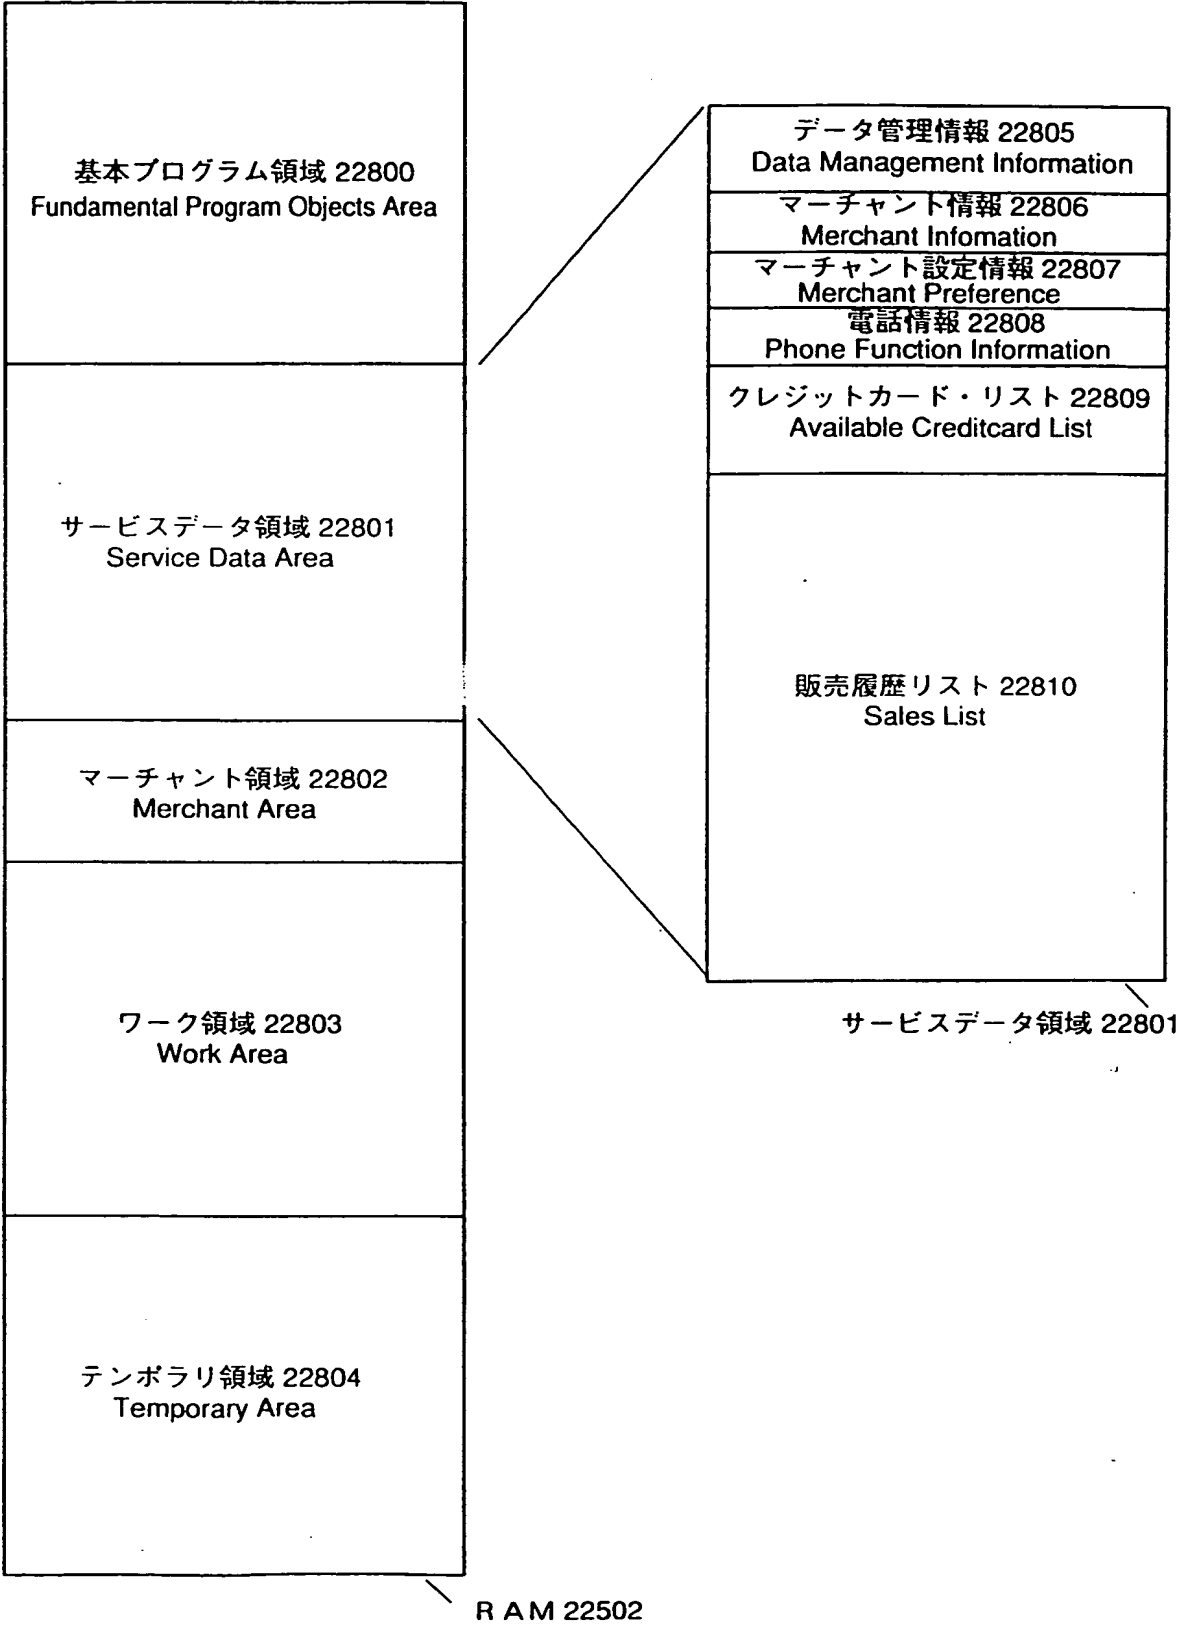 基本プログラム領域 22800
Fundamental Program Objects Area
サービスデータ領域 22801
Service Data Area
マーチャント領域 22802
Merchant Area
ワーク領域 22803
Work Area
テンポラリ領域 22804
Temporary Area
RAM 22502
データ管理情報 22805
Data Management Information
マーチャント情報 22806
Merchant Infomation
マーチャント設定情報 22807
Merchant Preference
電話情報 22808
Phone Function Information
クレジットカード・リスト 22809
Available Creditcard List
販売履歴リスト 22810
Sales List
サービスデータ領域 22801